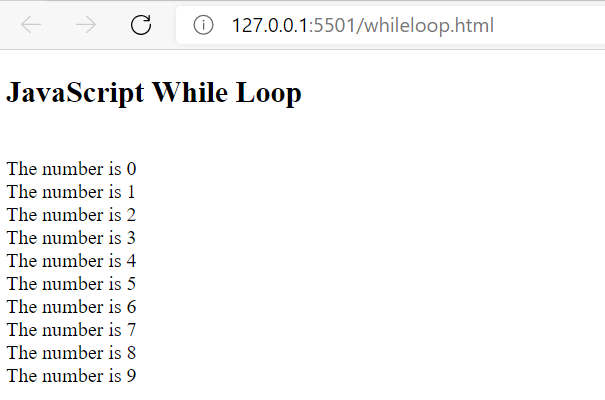 127.0.0.1:5501/whileloop.html
JavaScript While Loop
The number is 0
The number is 1
The number is 2
The number is 3
The number is 4
The number is 5
The number is 6
The number is 7
The number is 8
The number is 9